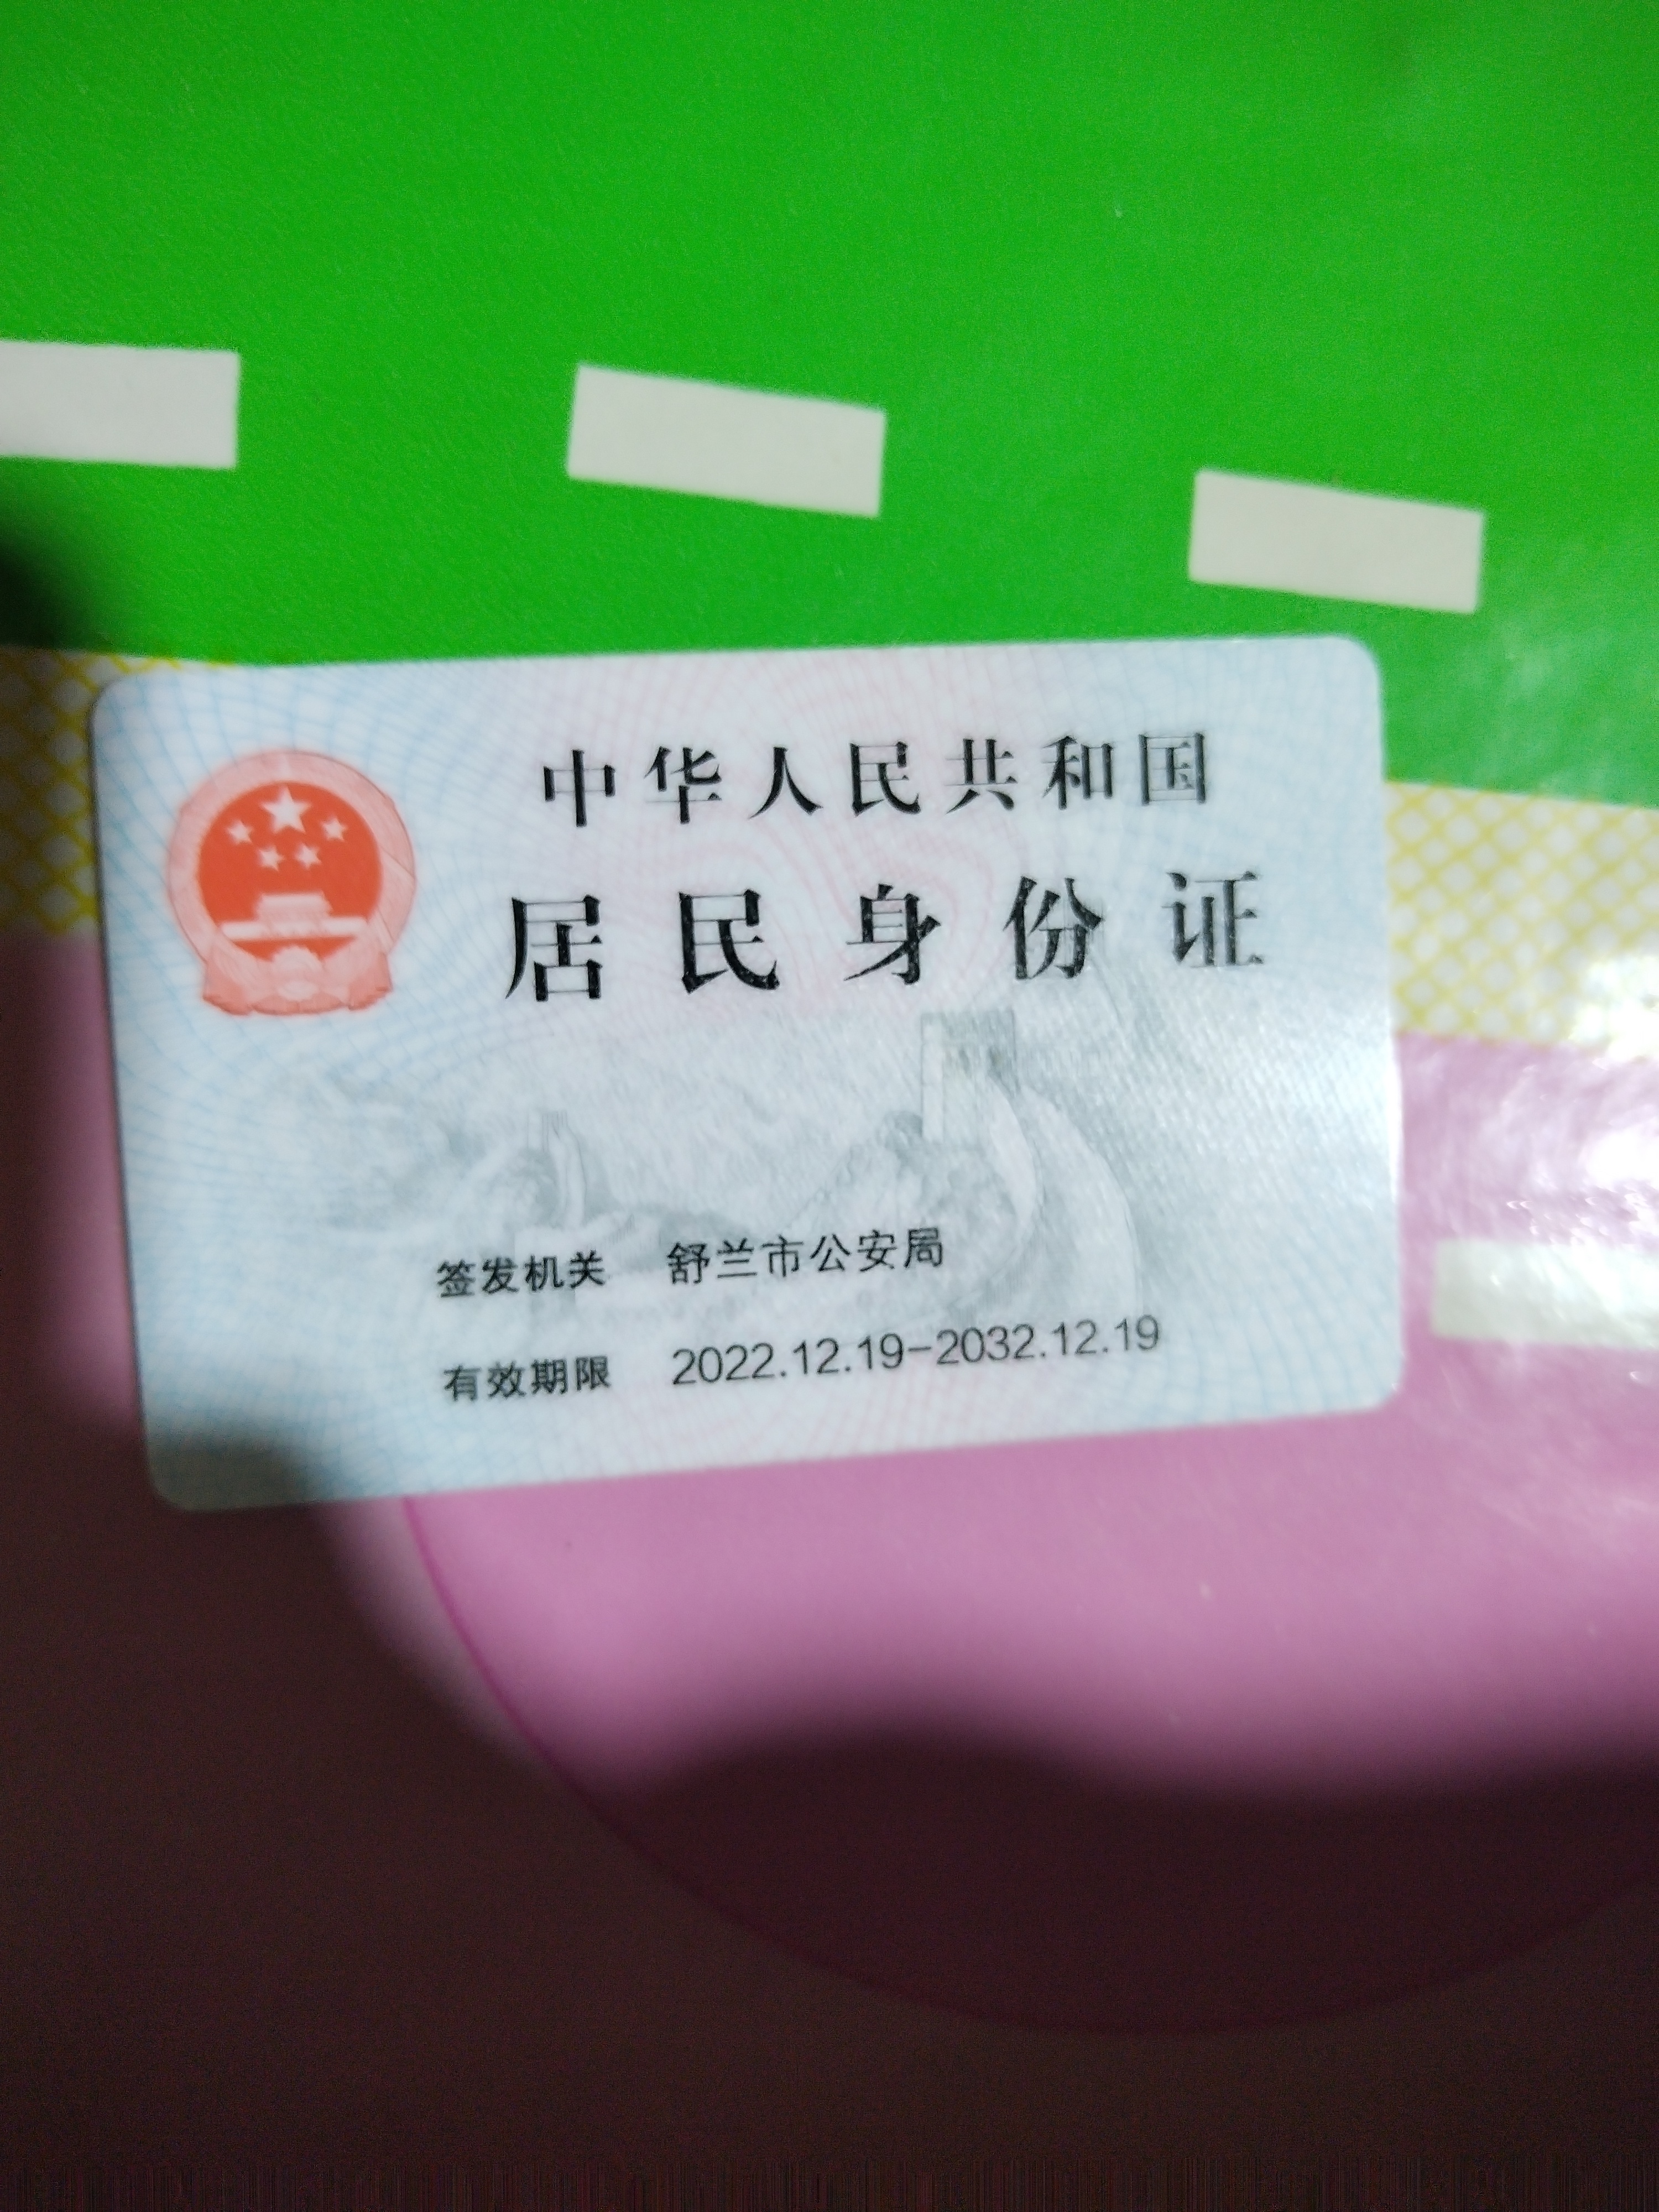 中华人民共和国
居民身份证
签发机关 舒兰市公安局
有效期限 2022.12.19-2032.12.19